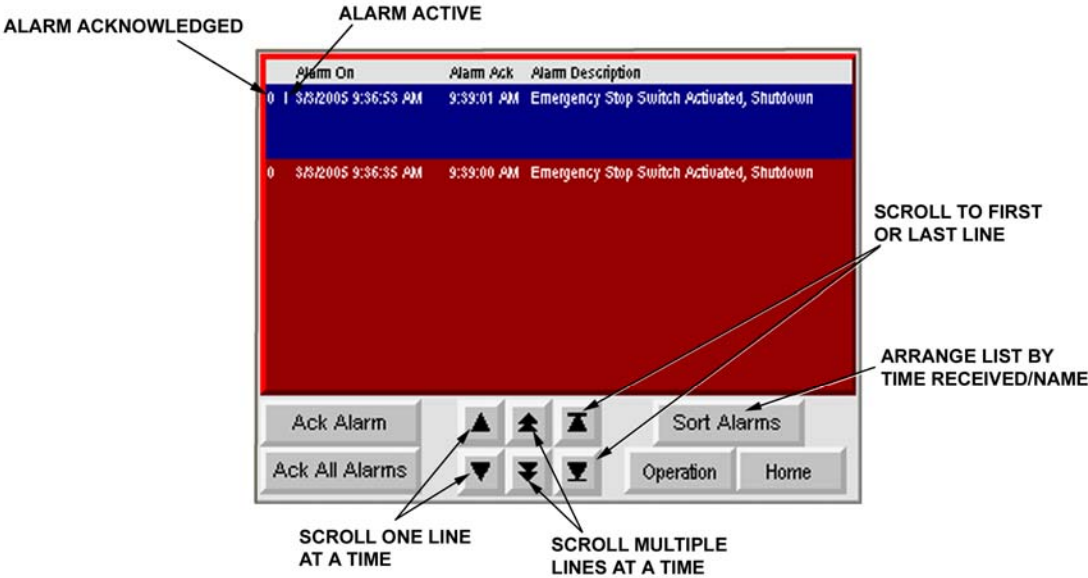 ALARM ACKNOWLEDGED
ALARM ACTIVE
Alarm On Alarm Ack Alarm Description
0 I 3/3/2005 9:36:53 AM 9:39:01 AM Emergency Stop Switch Activated, Shutdown
0 3/3/2005 9:36:35 AM 9:39:00 AM Emergency Stop Switch Activated, Shutdown
SCROLL TO FIRST
OR LAST LINE
ARRANGE LIST BY
TIME RECEIVED/NAME
Ack Alarm
Sort Alarms
Ack All Alarms
Operation
Home
SCROLL ONE LINE
AT A TIME
SCROLL MULTIPLE
LINES AT A TIME